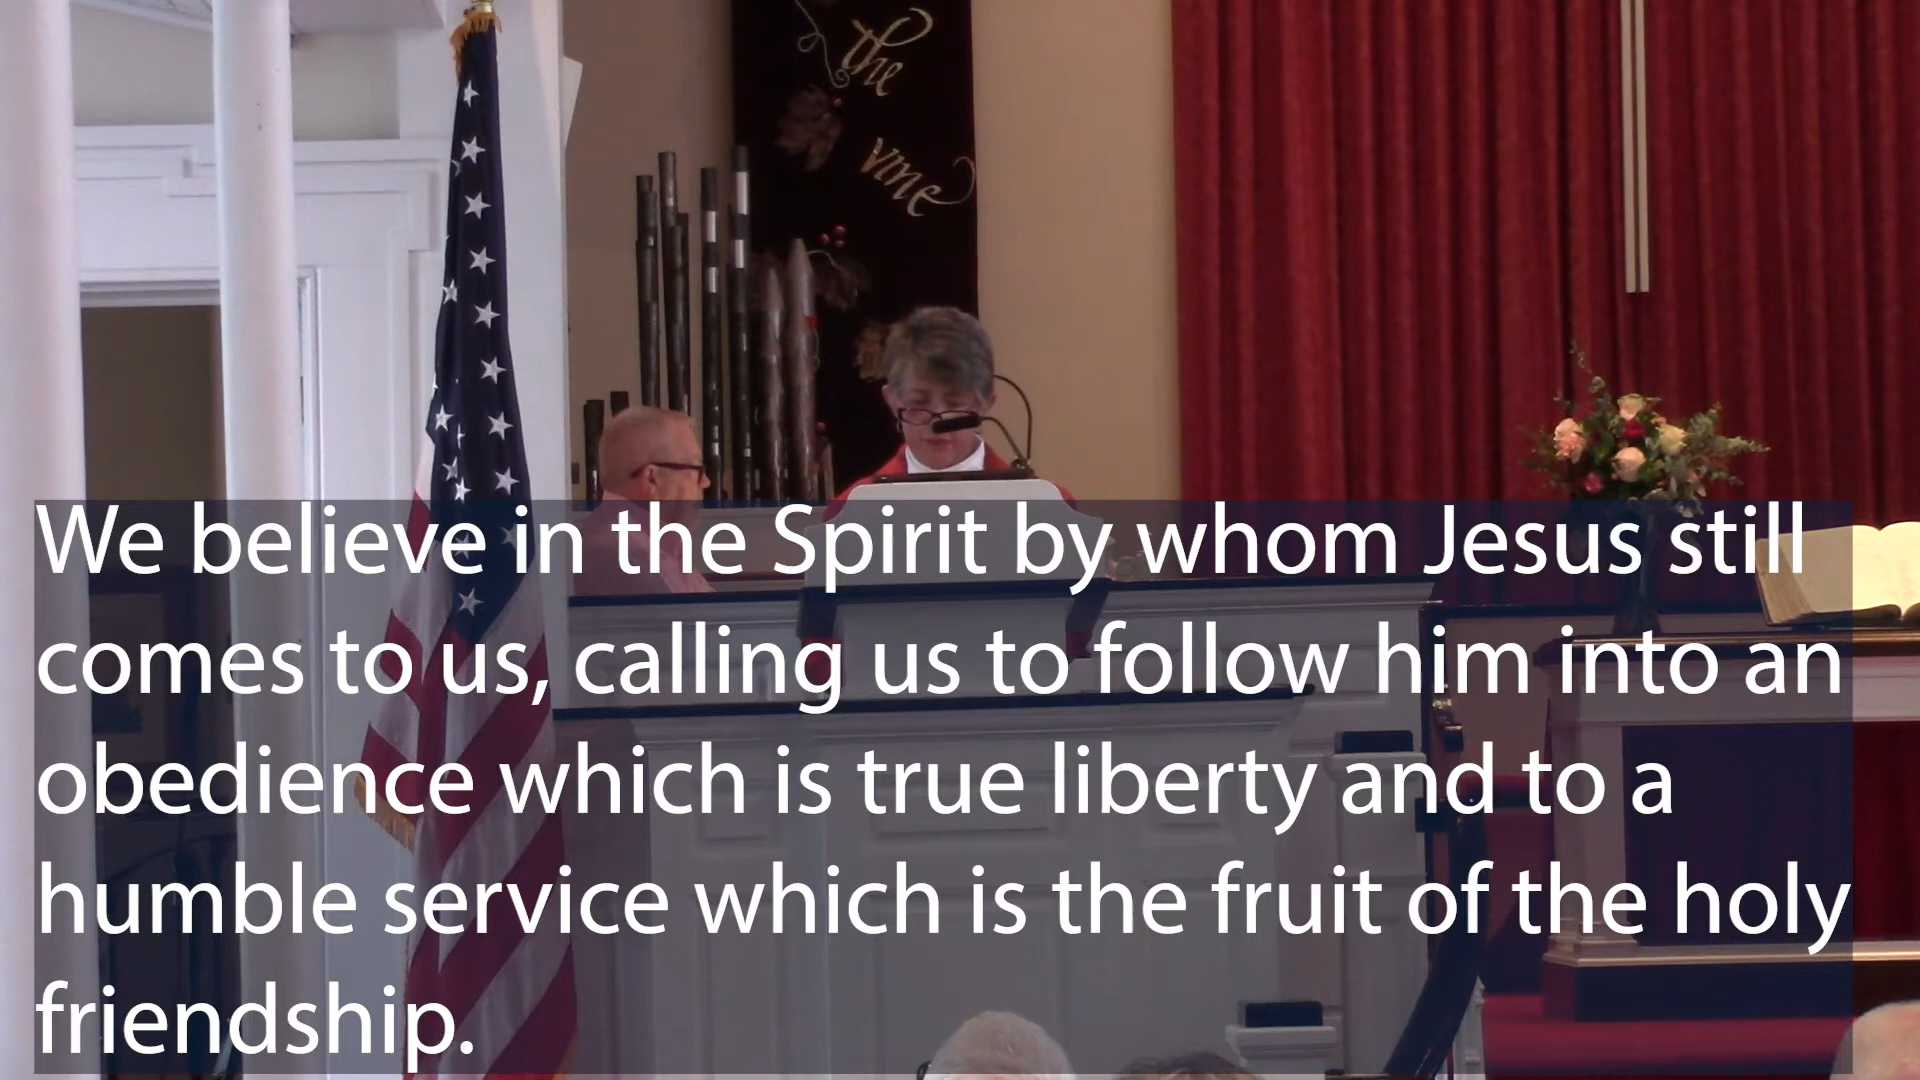 the
vine
We believe in the Spirit by whom Jesus still
comes to us, calling us to follow him into an
obedience which is true liberty and to a
humble service which is the fruit of the holy
friendship.